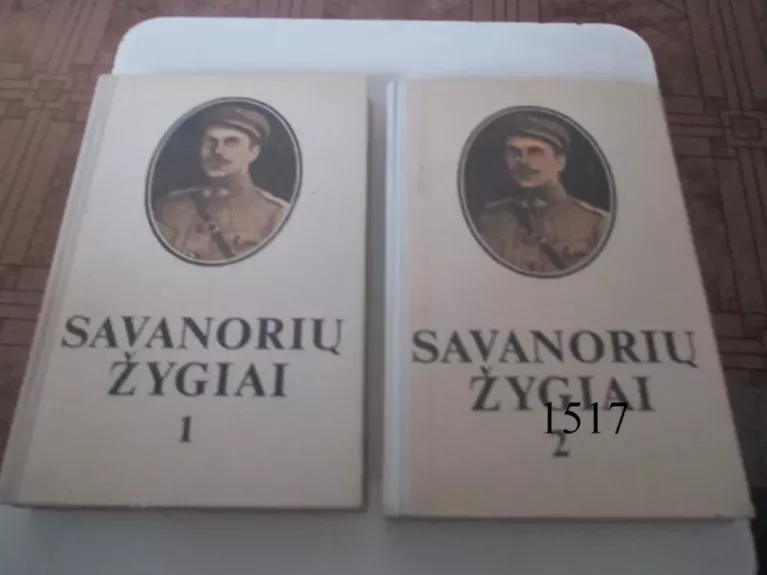 SAVANORIŲ
ŽYGIAI
1
SAVANORIŲ
ŽYGIAI
1517
2